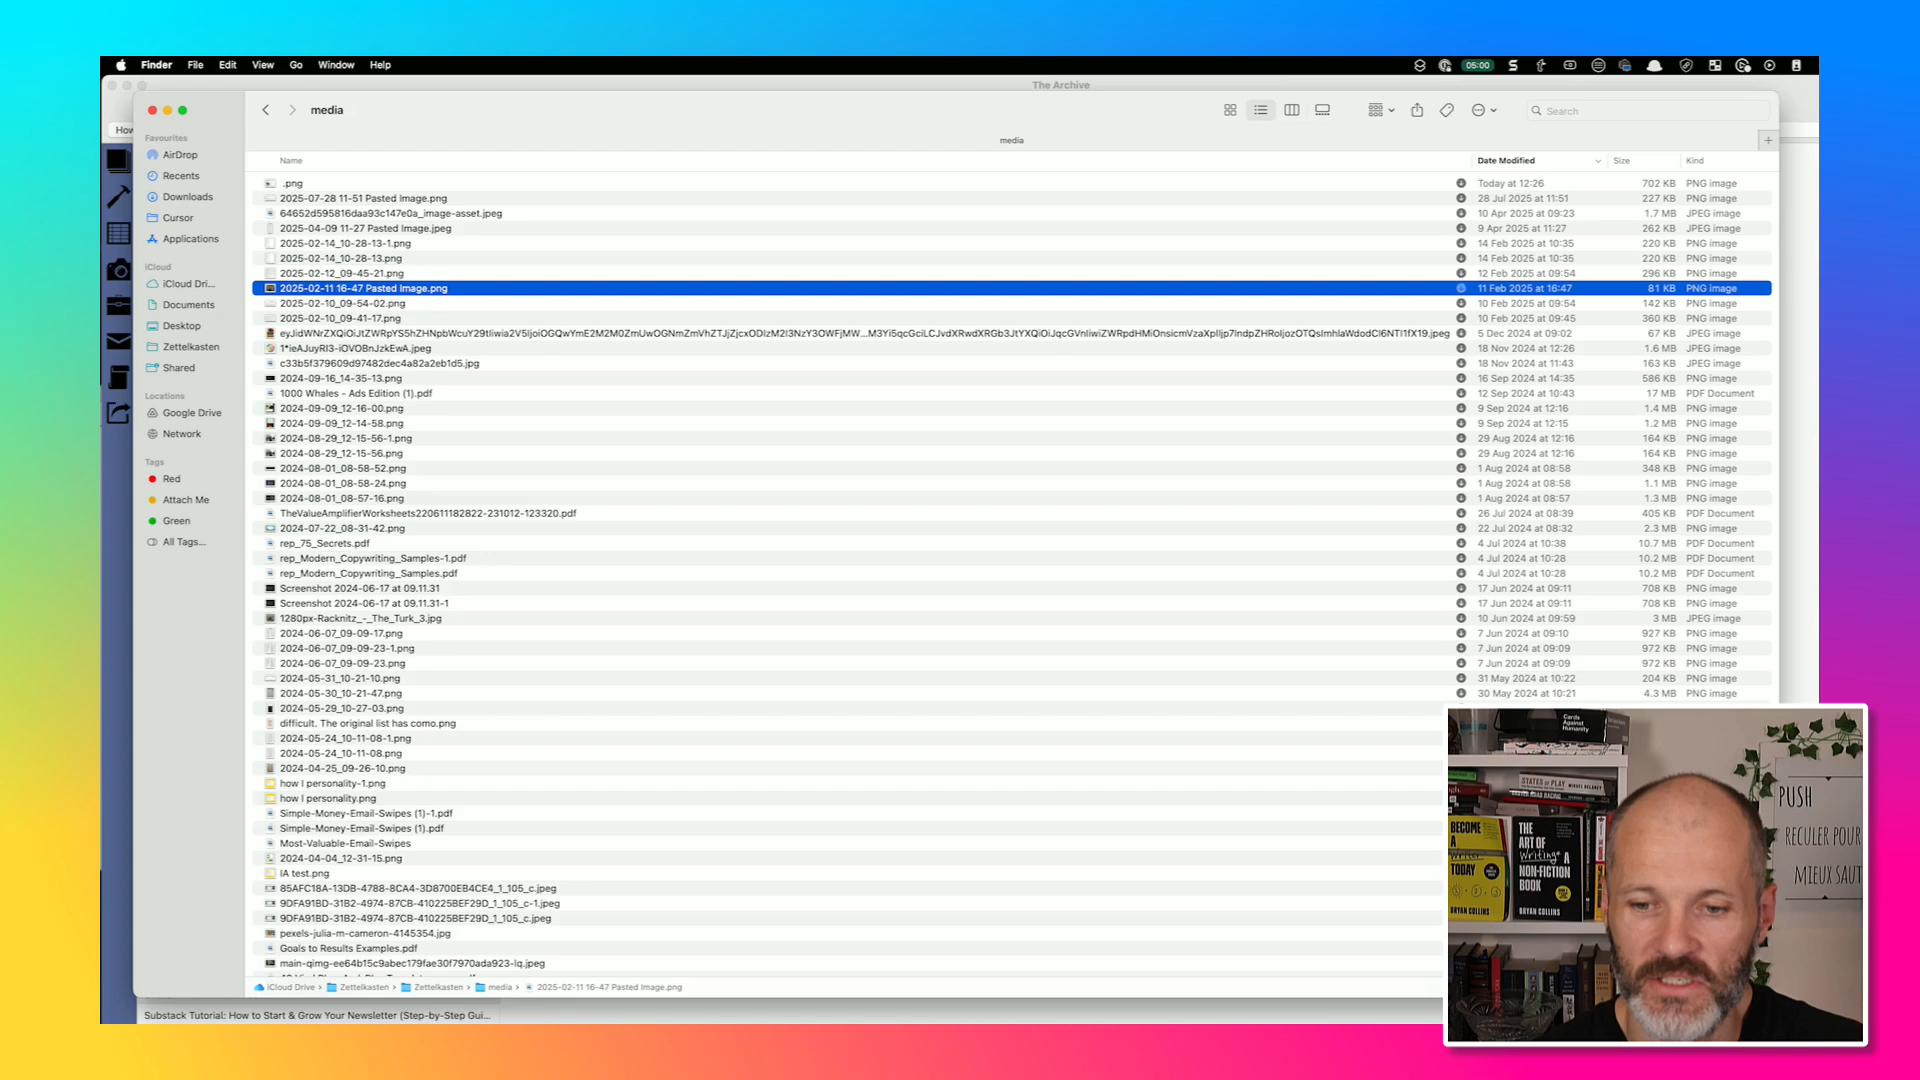 Finder File Edit View Go Window Help 05:00
The Archive
media
Search
How
media
Favourites
AirDrop
Recents
Downloads
Cursor
Applications
iCloud
iCloud Dri...
Documents
Desktop
Zettelkasten
Shared
Locations
Google Drive
Network
Tags
Red
Attach Me
Green
All Tags...
Name Date Modified Size Kind
.png Today at 12:26 702 KB PNG image
2025-07-28 11-51 Pasted Image.png 28 Jul 2025 at 11:51 227 KB PNG image
64652d595816daa93c147e0a_image-asset.jpeg 10 Apr 2025 at 09:23 1.7 MB JPEG image
2025-04-09 11-27 Pasted Image.jpeg 9 Apr 2025 at 11:27 262 KB JPEG image
2025-02-14_10-28-13-1.png 14 Feb 2025 at 10:35 220 KB PNG image
2025-02-14_10-28-13.png 14 Feb 2025 at 10:35 220 KB PNG image
2025-02-12_09-45-21.png 12 Feb 2025 at 09:54 296 KB PNG image
2025-02-11 16-47 Pasted Image.png 11 Feb 2025 at 16:47 81 KB PNG image
2025-02-10_09-54-02.png 10 Feb 2025 at 09:54 142 KB PNG image
2025-02-10_09-41-17.png 10 Feb 2025 at 09:45 360 KB PNG image
5 Dec 2024 at 09:02 67 KB JPEG image
1*ieAJuyRI3-iOVOBnJzkEwA.jpeg 18 Nov 2024 at 12:26 1.6 MB JPEG image
c33b5f379609d97482dec4a82a2eb1d5.jpg 18 Nov 2024 at 11:43 163 KB JPEG image
2024-09-16_14-35-13.png 16 Sep 2024 at 14:35 586 KB PNG image
1000 Whales - Ads Edition (1).pdf 12 Sep 2024 at 10:43 17 MB PDF Document
2024-09-09_12-16-00.png 9 Sep 2024 at 12:16 1.4 MB PNG image
2024-09-09_12-14-58.png 9 Sep 2024 at 12:15 1.2 MB PNG image
2024-08-29_12-15-56-1.png 29 Aug 2024 at 12:16 164 KB PNG image
2024-08-29_12-15-56.png 29 Aug 2024 at 12:16 164 KB PNG image
2024-08-01_08-58-52.png 1 Aug 2024 at 08:58 348 KB PNG image
2024-08-01_08-58-24.png 1 Aug 2024 at 08:58 1.1 MB PNG image
2024-08-01_08-57-16.png 1 Aug 2024 at 08:57 1.3 MB PNG image
TheValueAmplifierWorksheets220611182822-231012-123320.pdf 26 Jul 2024 at 08:39 405 KB PDF Document
2024-07-22_08-31-42.png 22 Jul 2024 at 08:32 2.3 MB PNG image
rep_75_Secrets.pdf 4 Jul 2024 at 10:38 10.7 MB PDF Document
rep_Modern_Copywriting_Samples-1.pdf 4 Jul 2024 at 10:28 10.2 MB PDF Document
rep_Modern_Copywriting_Samples.pdf 4 Jul 2024 at 10:28 10.2 MB PDF Document
Screenshot 2024-06-17 at 09.11.31 17 Jun 2024 at 09:11 708 KB PNG image
Screenshot 2024-06-17 at 09.11.31-1 17 Jun 2024 at 09:11 708 KB PNG image
1280px-Racknitz_-_The_Turk_3.jpg 10 Jun 2024 at 09:59 3 MB JPEG image
2024-06-07_09-09-17.png 7 Jun 2024 at 09:10 927 KB PNG image
2024-06-07_09-09-23-1.png 7 Jun 2024 at 09:09 972 KB PNG image
2024-06-07_09-09-23.png 7 Jun 2024 at 09:09 972 KB PNG image
2024-05-31_10-21-10.png 31 May 2024 at 10:22 204 KB PNG image
2024-05-30_10-21-47.png 30 May 2024 at 10:21 4.3 MB PNG image
2024-05-29_10-27-03.png
difficult. The original list has como.png
2024-05-24_10-11-08-1.png
2024-05-24_10-11-08.png
2024-04-25_09-26-10.png
how I personality-1.png
how I personality.png
Simple-Money-Email-Swipes (1)-1.pdf
Simple-Money-Email-Swipes (1).pdf
Most-Valuable-Email-Swipes
2024-04-04_12-31-15.png
IA test.png
85AFC18A-13DB-4788-8CA4-3D8700EB4CE4_1_105_c.jpeg
9DFA91BD-31B2-4974-87CB-410225BEF29D_1_105_c-1.jpeg
9DFA91BD-31B2-4974-87CB-410225BEF29D_1_105_c.jpeg
pexels-julia-m-cameron-4145354.jpg
Goals to Results Examples.pdf
main-qimg-ee64b15c9abec179fae30f7970ada923-lq.jpeg
iCloud Drive › Zettelkasten › Zettelkasten › media › 2025-02-11 16-47 Pasted Image.png
Substack Tutorial: How to Start & Grow Your Newsletter (Step-by-Step Gui...
Cards
Against
Humanity
STATES OF PLAY
BECOME
A
TODAY
BRYAN COLLINS
THE
ART OF
Writing
A
NON-FICTION
BOOK
BRYAN COLLINS
PUSH
RECULER POUR
MIEUX SAUT